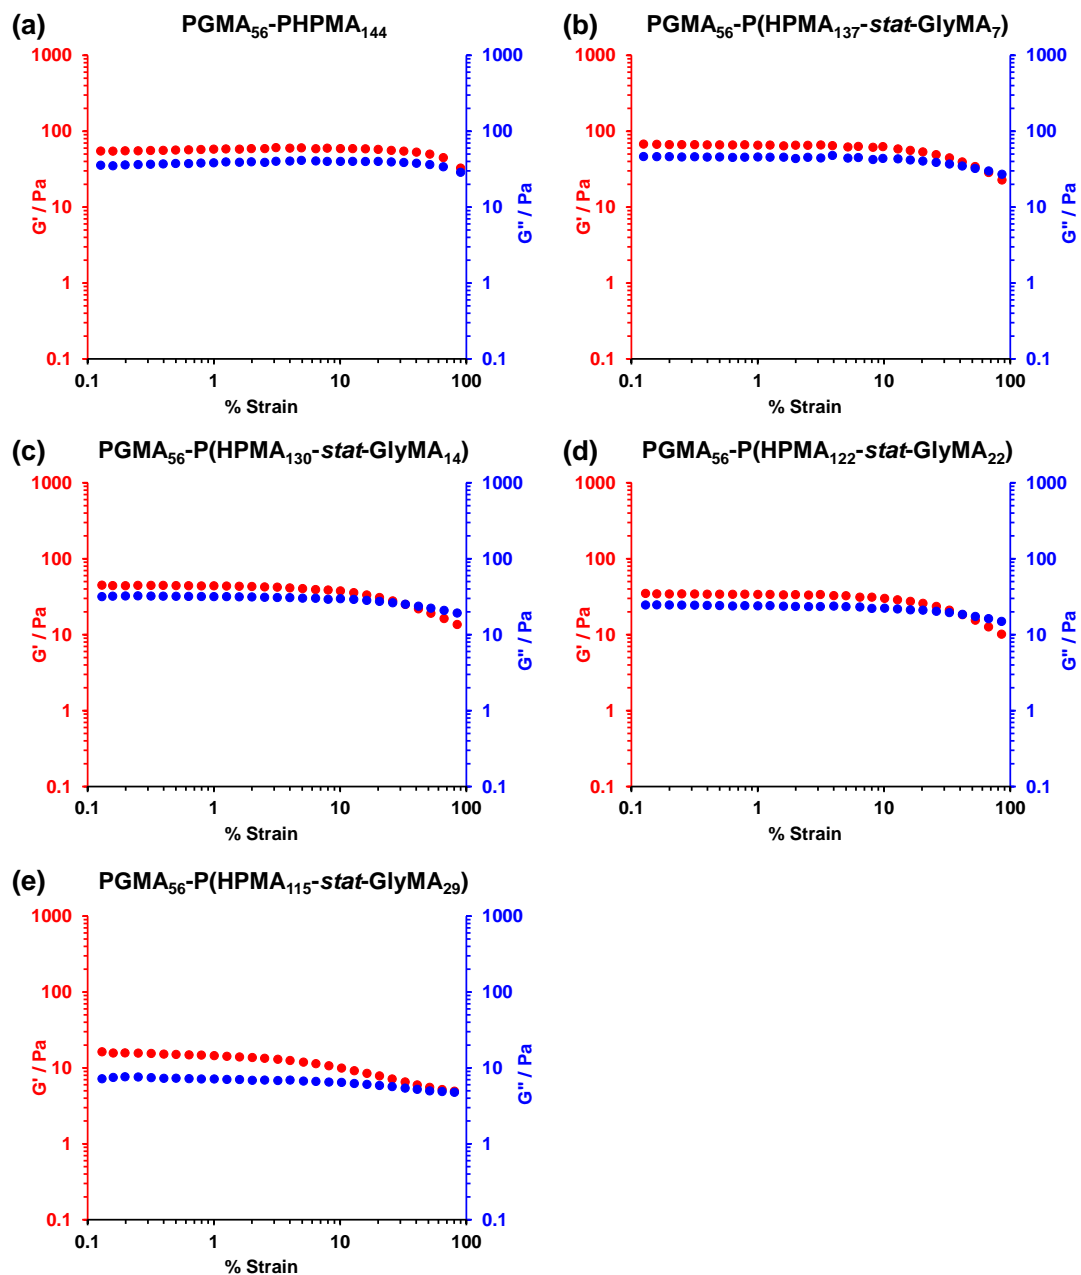 (a) PGMA₅₆-PHPMA₁₄₄
1000
100
10
1
0.1
G' / Pa
1000
100
10
1
0.1
G'' / Pa
0.1 1 10 100
% Strain
(b) PGMA₅₆-P(HPMA₁₃₇-stat-GlyMA₇)
1000
100
10
1
0.1
G' / Pa
1000
100
10
1
0.1
G'' / Pa
0.1 1 10 100
% Strain
(c) PGMA₅₆-P(HPMA₁₃₀-stat-GlyMA₁₄)
1000
100
10
1
0.1
G' / Pa
1000
100
10
1
0.1
G'' / Pa
0.1 1 10 100
% Strain
(d) PGMA₅₆-P(HPMA₁₂₂-stat-GlyMA₂₂)
1000
100
10
1
0.1
G' / Pa
1000
100
10
1
0.1
G'' / Pa
0.1 1 10 100
% Strain
(e) PGMA₅₆-P(HPMA₁₁₅-stat-GlyMA₂₉)
1000
100
10
1
0.1
G' / Pa
1000
100
10
1
0.1
G'' / Pa
0.1 1 10 100
% Strain